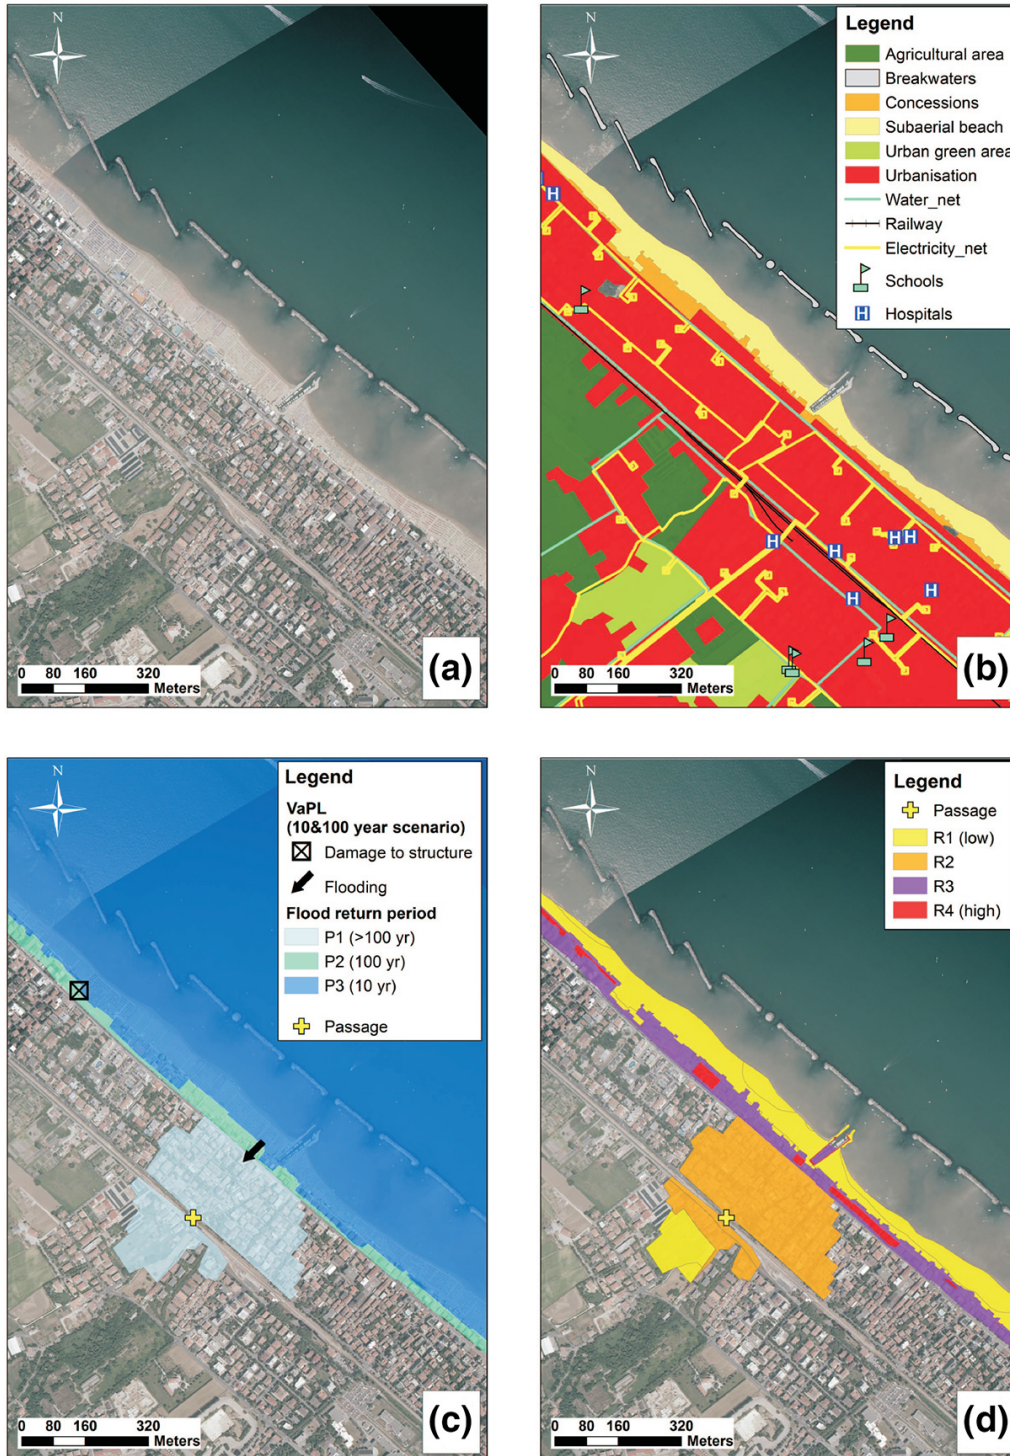 N
0 80 160 320
Meters
(a)
Legend
Agricultural area
Breakwaters
Concessions
Subaerial beach
Urban green area
Urbanisation
Water_net
Railway
Electricity_net
Schools
H Hospitals
H
H
H
H
H H
H
H
0 80 160 320
Meters
(b)
N
Legend
VaPL
(10&100 year scenario)
Damage to structure
Flooding
Flood return period
P1 (>100 yr)
P2 (100 yr)
P3 (10 yr)
Passage
0 80 160 320
Meters
(c)
N
Legend
Passage
R1 (low)
R2
R3
R4 (high)
0 80 160 320
Meters
(d)